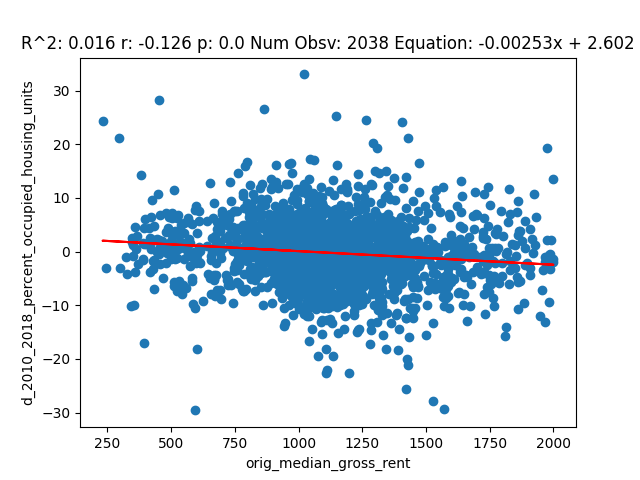 R^2: 0.016 r: -0.126 p: 0.0 Num Obsv: 2038 Equation: -0.00253x + 2.602
30
20
10
0
−10
−20
−30
d_2010_2018_percent_occupied_housing_units
250 500 750 1000 1250 1500 1750 2000
orig_median_gross_rent